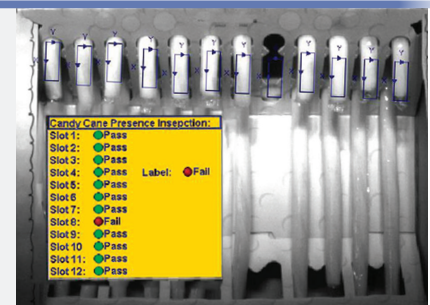 Candy Cane Presence Insepction:
Slot 1: Pass
Slot 2: Pass
Slot 3: Pass
Slot 4: Pass Label: Fail
Slot 5: Pass
Slot 6 Pass
Slot 7: Pass
Slot 8: Fail
Slot 9: Pass
Slot 10 Pass
Slot 11: Pass
Slot 12: Pass